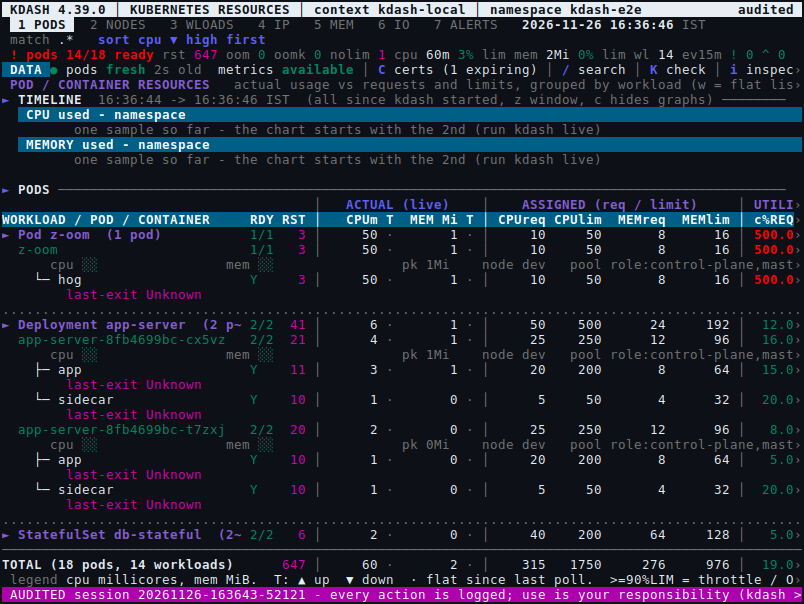 KDASH 4.39.0 │ KUBERNETES RESOURCES │ context kdash-local │ namespace kdash-e2e audited
1 PODS 2 NODES 3 WLOADS 4 IP 5 MEM 6 IO 7 ALERTS 2026-11-26 16:36:46 IST
match .* sort cpu ▼ high first
! pods 14/18 ready rst 647 oom 0 oomk 0 nolim 1 cpu 60m 3% lim mem 2Mi 0% lim wl 14 ev15m ! 0 ^ 0
DATA ● pods fresh 2s old metrics available │ C certs (1 expiring) │ / search │ K check │ i inspec›
POD / CONTAINER RESOURCES actual usage vs requests and limits, grouped by workload (w = flat lis›
► TIMELINE 16:36:44 -> 16:36:46 IST (all since kdash started, z window, c hides graphs) ────────
CPU used - namespace
one sample so far - the chart starts with the 2nd (run kdash live)
MEMORY used - namespace
one sample so far - the chart starts with the 2nd (run kdash live)
► PODS ────────
│ ACTUAL (live) │ ASSIGNED (req / limit) │ UTILI›
WORKLOAD / POD / CONTAINER RDY RST │ CPUm T MEM Mi T │ CPUreq CPUlim MEMreq MEMlim │ c%REQ›
► Pod z-oom (1 pod) 1/1 3 │ 50 · 1 · │ 10 50 8 16 │ 500.0›
z-oom 1/1 3 │ 50 · 1 · │ 10 50 8 16 │ 500.0›
cpu ░░ mem ░░ pk 1Mi node dev pool role:control-plane,mast›
└─ hog Y 3 │ 50 · 1 · │ 10 50 8 16 │ 500.0›
last-exit Unknown
► Deployment app-server (2 p~ 2/2 41 │ 6 · 1 · │ 50 500 24 192 │ 12.0›
app-server-8fb4699bc-cx5vz 2/2 21 │ 4 · 1 · │ 25 250 12 96 │ 16.0›
cpu ░░ mem ░░ pk 1Mi node dev pool role:control-plane,mast›
├─ app Y 11 │ 3 · 1 · │ 20 200 8 64 │ 15.0›
last-exit Unknown
└─ sidecar Y 10 │ 1 · 0 · │ 5 50 4 32 │ 20.0›
last-exit Unknown
app-server-8fb4699bc-t7zxj 2/2 20 │ 2 · 0 · │ 25 250 12 96 │ 8.0›
cpu ░░ mem ░░ pk 0Mi node dev pool role:control-plane,mast›
├─ app Y 10 │ 1 · 0 · │ 20 200 8 64 │ 5.0›
last-exit Unknown
└─ sidecar Y 10 │ 1 · 0 · │ 5 50 4 32 │ 20.0›
last-exit Unknown
► StatefulSet db-stateful (2~ 2/2 6 │ 2 · 0 · │ 40 200 64 128 │ 5.0›
TOTAL (18 pods, 14 workloads) 647 │ 60 2 · │ 315 1750 276 976 │ 19.0›
legend cpu millicores, mem MiB. T: ▲ up ▼ down · flat since last poll. >=90%LIM = throttle / O›
AUDITED session 20261126-163643-52121 - every action is logged; use is your responsibility (kdash >